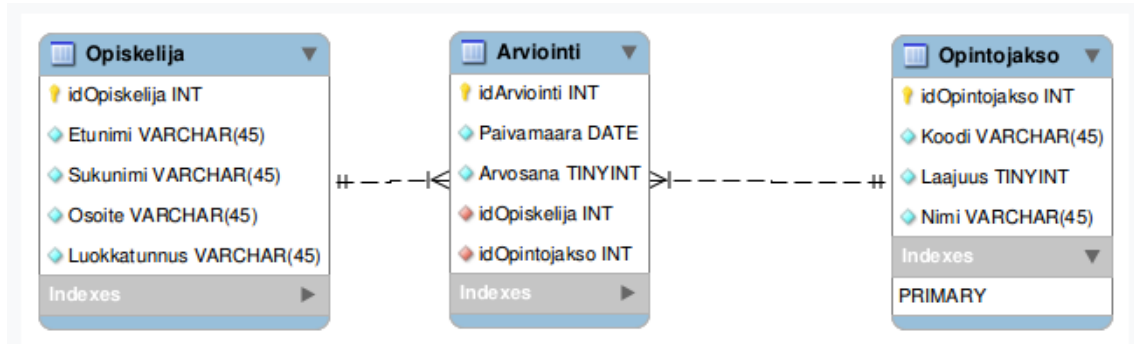 Opiskelija
idOpiskelija INT
Etunimi VARCHAR(45)
Sukunimi VARCHAR(45)
Osoite VARCHAR(45)
Luokkatunnus VARCHAR(45)
Indexes
Arviointi
idArviointi INT
Paivamaara DATE
Arvosana TINYINT
idOpiskelija INT
idOpintojakso INT
Indexes
Opintojakso
idOpintojakso INT
Koodi VARCHAR(45)
Laajuus TINYINT
Nimi VARCHAR(45)
Indexes
PRIMARY